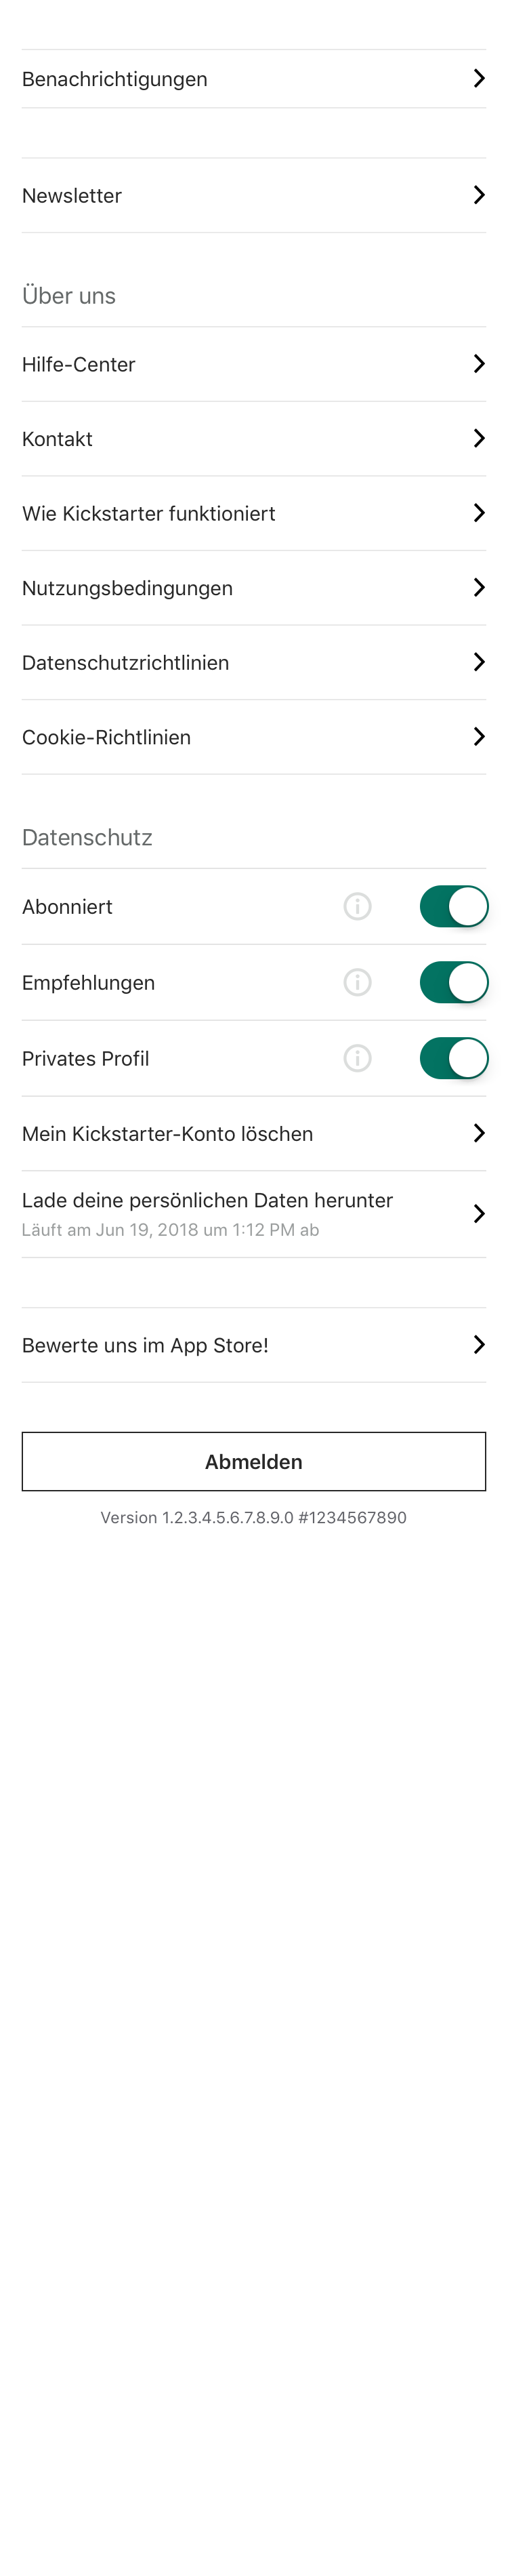 Benachrichtigungen
Newsletter
Über uns
Hilfe-Center
Kontakt
Wie Kickstarter funktioniert
Nutzungsbedingungen
Datenschutzrichtlinien
Cookie-Richtlinien
Datenschutz
Abonniert
Empfehlungen
Privates Profil
Mein Kickstarter-Konto löschen
Lade deine persönlichen Daten herunter
Läuft am Jun 19, 2018 um 1:12 PM ab
Bewerte uns im App Store!
Abmelden
Version 1.2.3.4.5.6.7.8.9.0 #1234567890